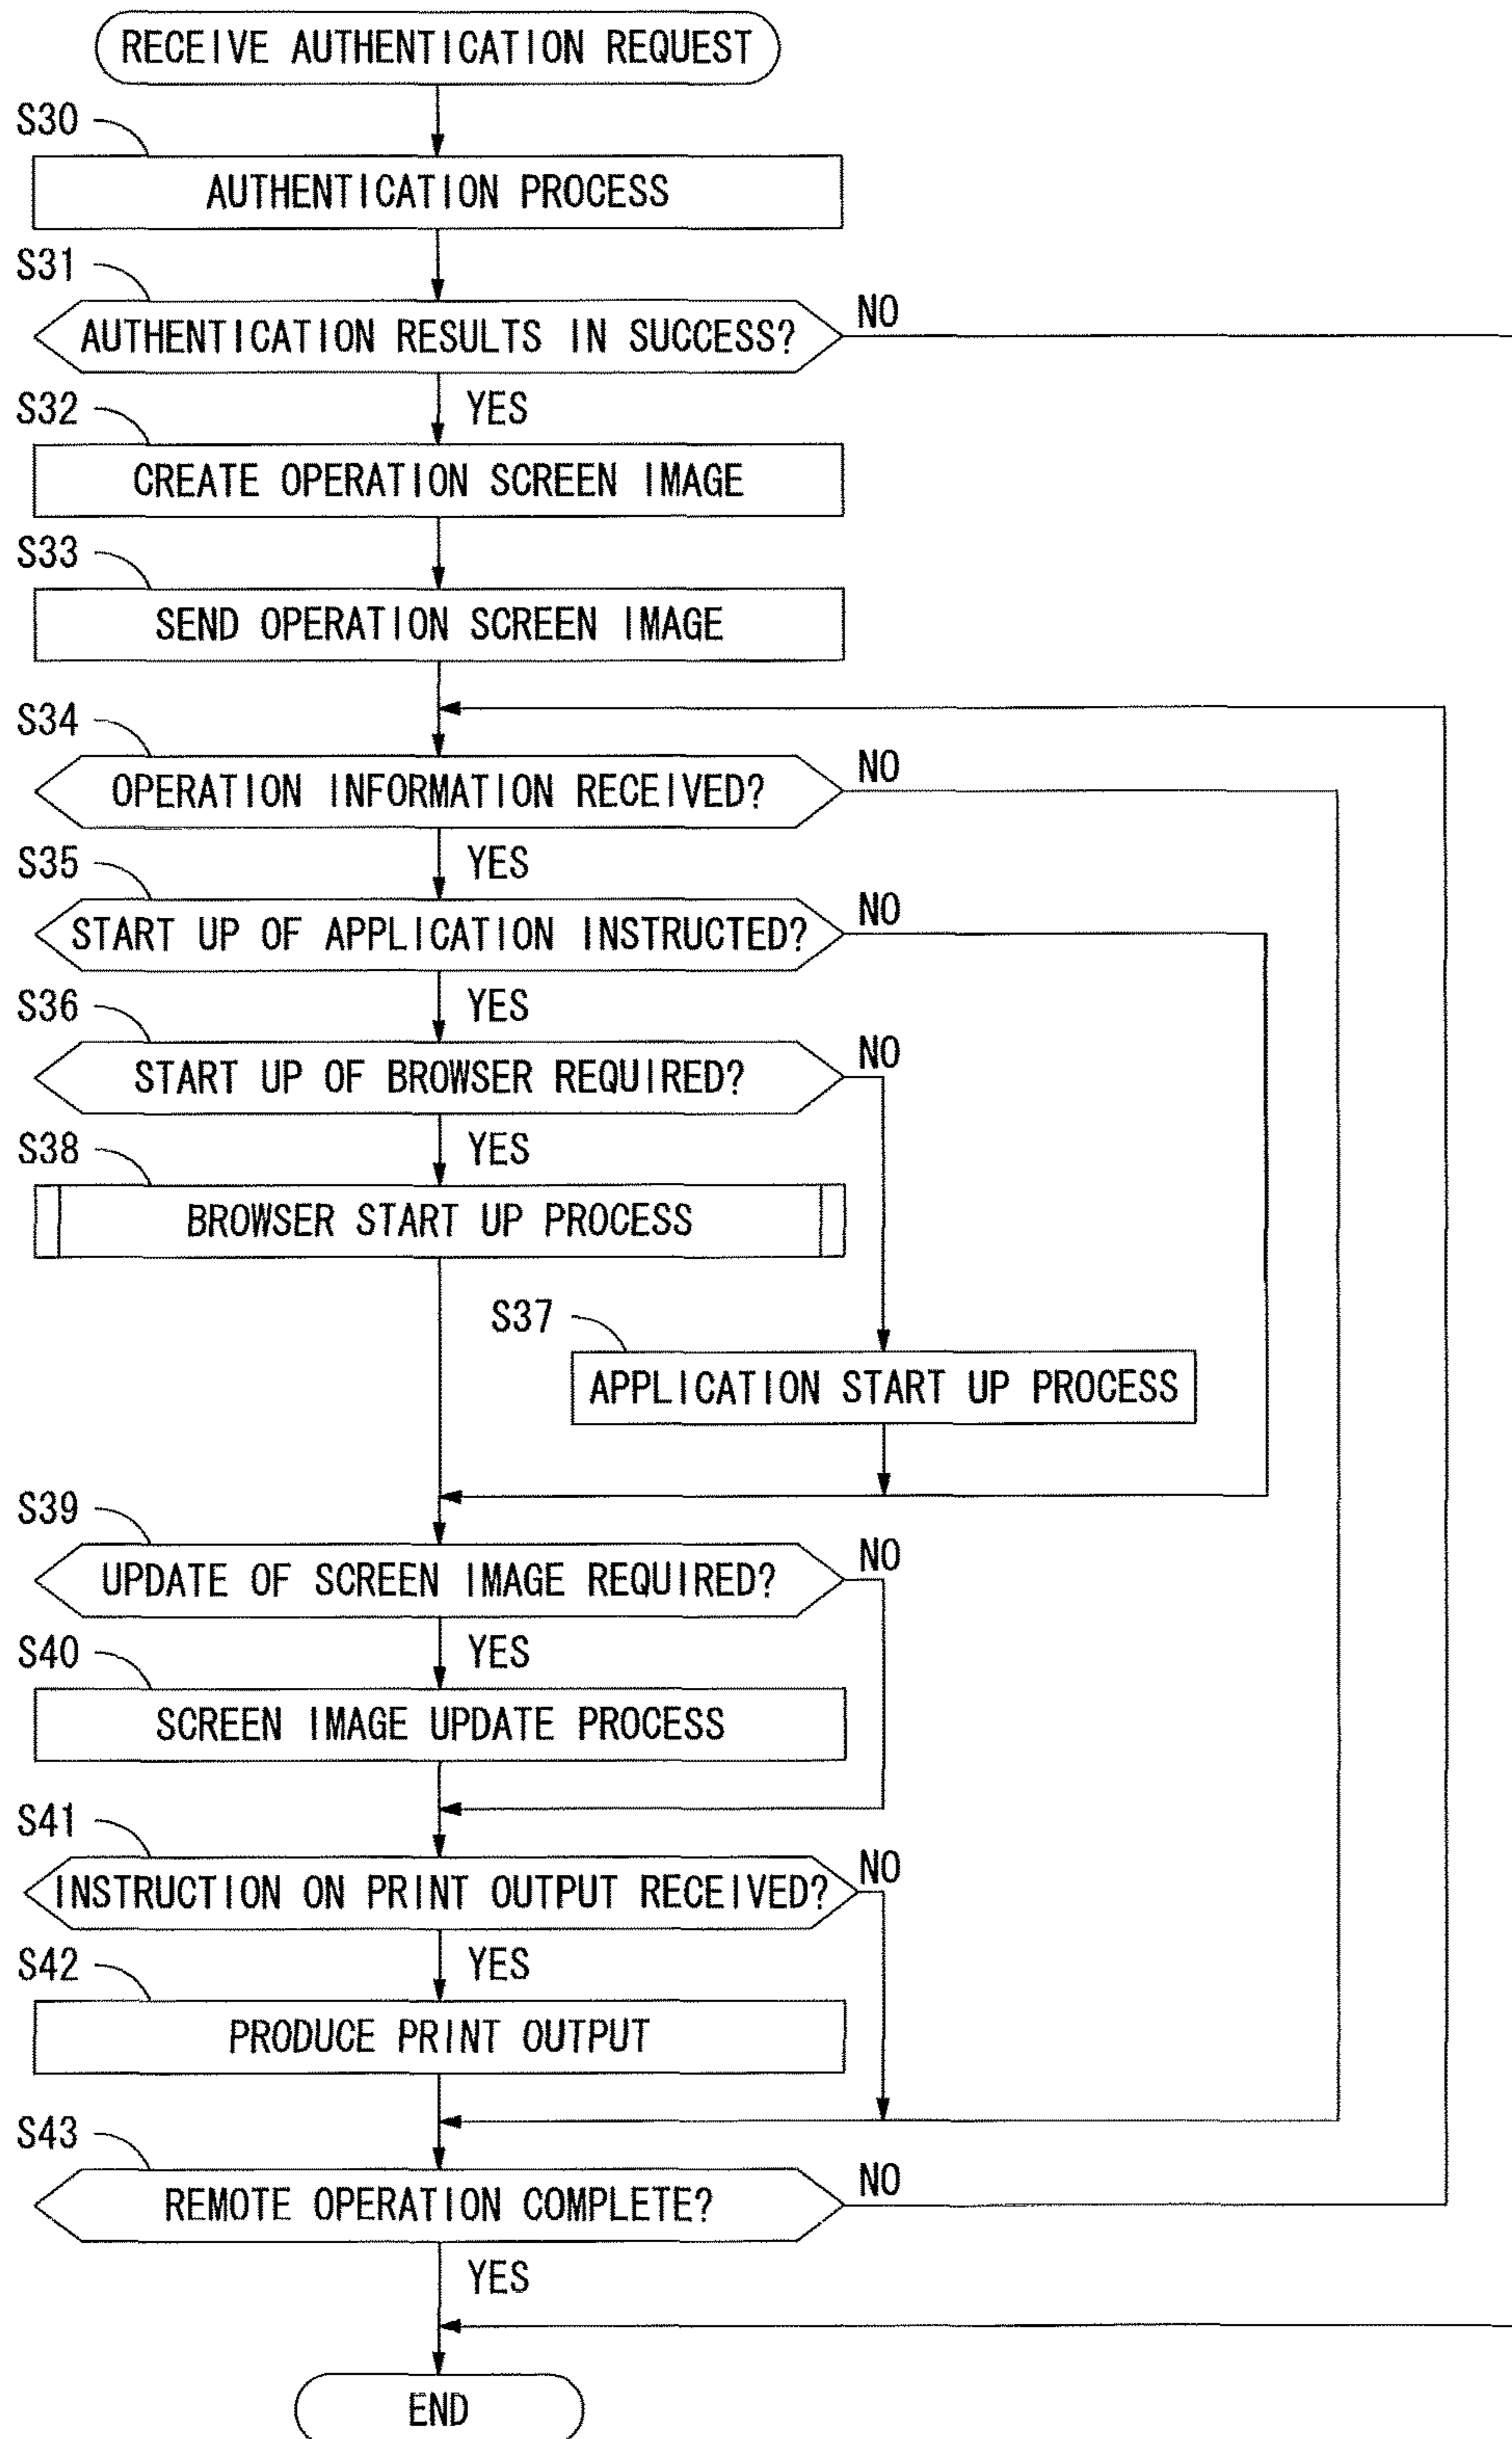 RECEIVE AUTHENTICATION REQUEST
S30
AUTHENTICATION PROCESS
S31
AUTHENTICATION RESULTS IN SUCCESS?
NO
YES
S32
CREATE OPERATION SCREEN IMAGE
S33
SEND OPERATION SCREEN IMAGE
S34
OPERATION INFORMATION RECEIVED?
NO
YES
S35
START UP OF APPLICATION INSTRUCTED?
NO
YES
S36
START UP OF BROWSER REQUIRED?
NO
YES
S38
BROWSER START UP PROCESS
S37
APPLICATION START UP PROCESS
S39
UPDATE OF SCREEN IMAGE REQUIRED?
NO
YES
S40
SCREEN IMAGE UPDATE PROCESS
S41
INSTRUCTION ON PRINT OUTPUT RECEIVED?
NO
YES
S42
PRODUCE PRINT OUTPUT
S43
REMOTE OPERATION COMPLETE?
NO
YES
END